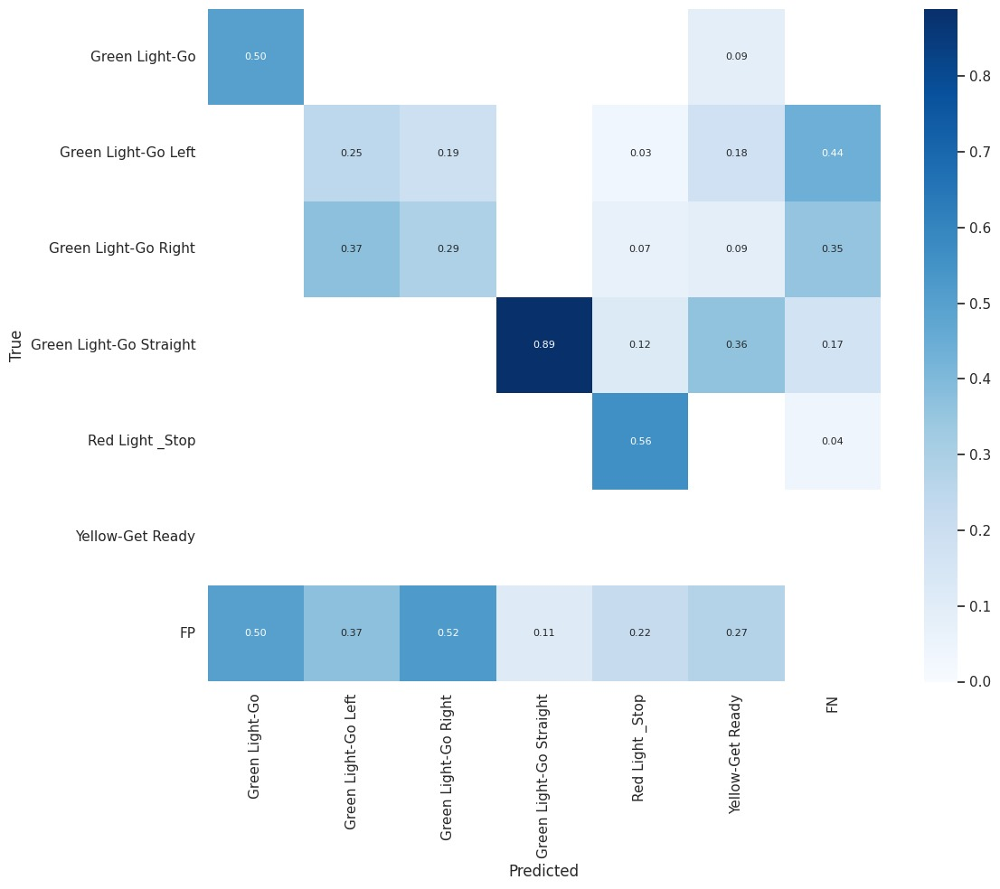 Green Light-Go 0.50 0.09
0.8
Green Light-Go Left 0.25 0.19 0.03 0.18 0.44
0.7
0.6
Green Light-Go Right 0.37 0.29 0.07 0.09 0.35
0.5
True
Green Light-Go Straight 0.89 0.12 0.36 0.17
0.4
Red Light _Stop 0.56 0.04
0.3
Yellow-Get Ready
0.2
FP 0.50 0.37 0.52 0.11 0.22 0.27
0.1
0.0
Green Light-Go
Green Light-Go Left
Green Light-Go Right
Green Light-Go Straight
Red Light _Stop
Yellow-Get Ready
FN
Predicted